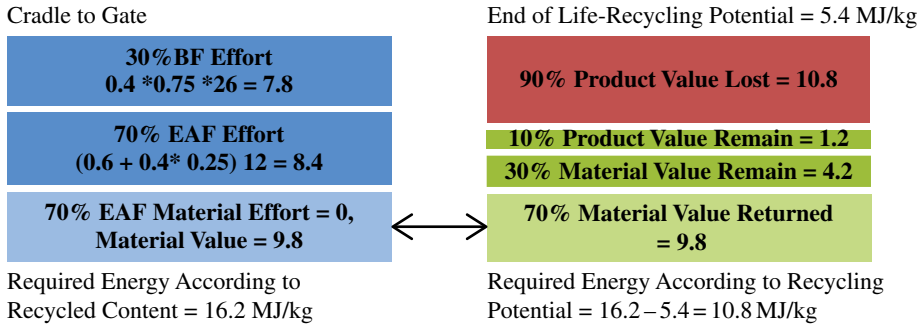 Cradle to Gate
30%BF Effort
0.4 *0.75 *26 = 7.8
70% EAF Effort
(0.6 + 0.4* 0.25) 12 = 8.4
70% EAF Material Effort = 0,
Material Value = 9.8
Required Energy According to
Recycled Content = 16.2 MJ/kg
End of Life-Recycling Potential = 5.4 MJ/kg
90% Product Value Lost = 10.8
10% Product Value Remain = 1.2
30% Material Value Remain = 4.2
70% Material Value Returned
= 9.8
Required Energy According to Recycling
Potential = 16.2 – 5.4 = 10.8 MJ/kg